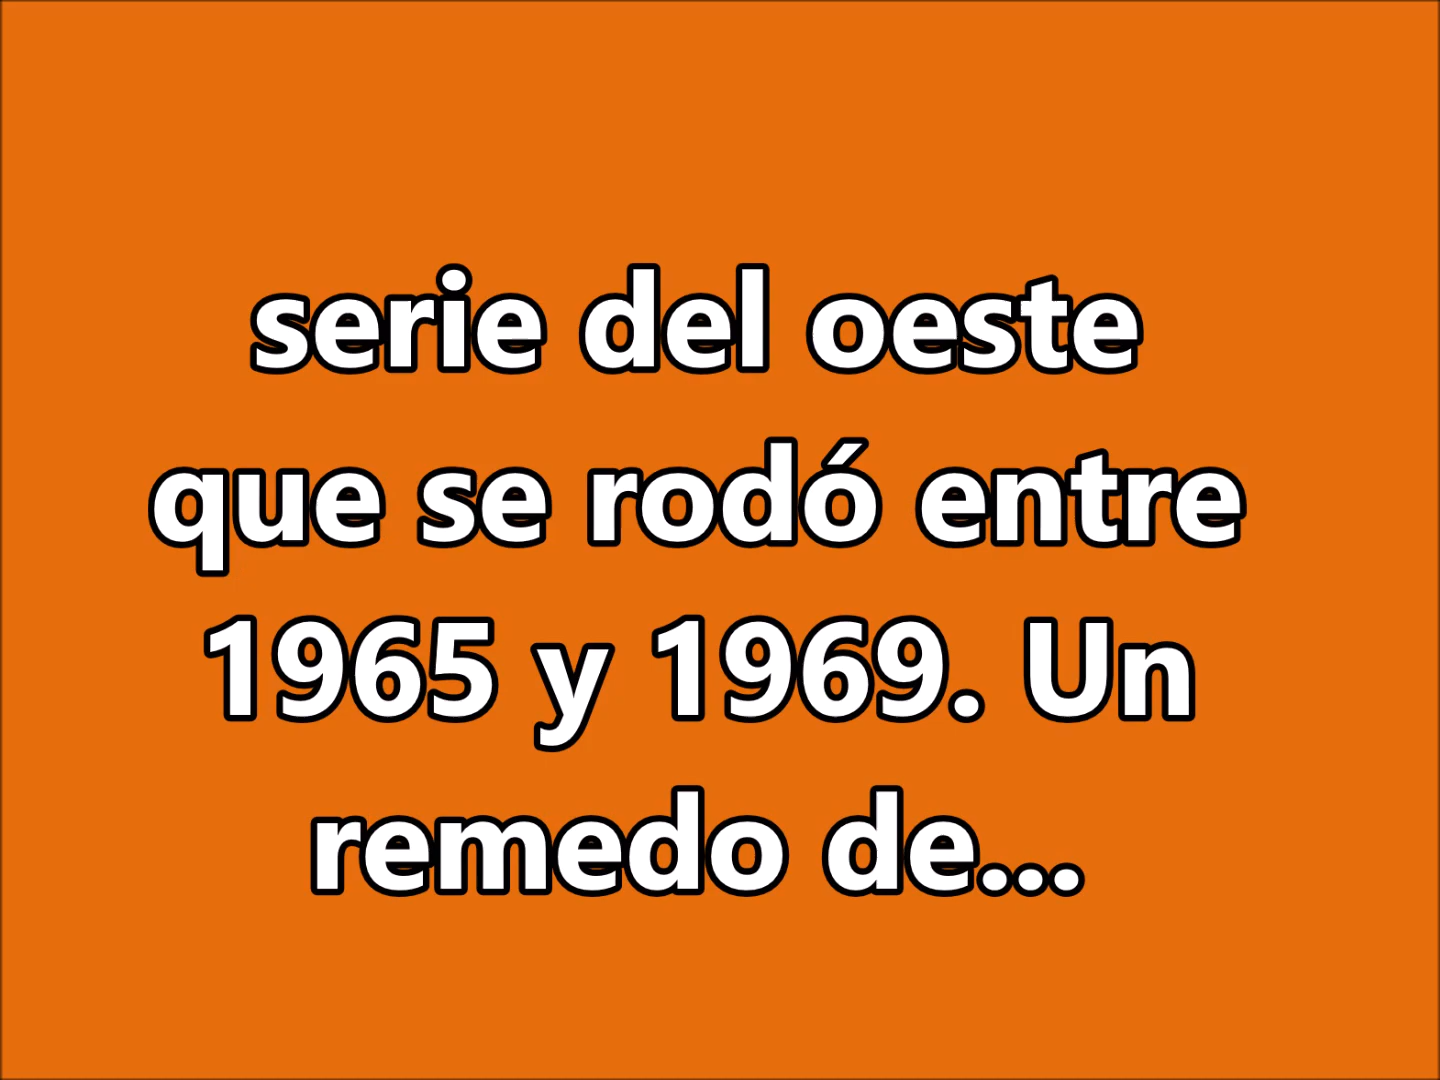 serie del oeste
que se rodó entre
1965 y 1969. Un
remedo de...